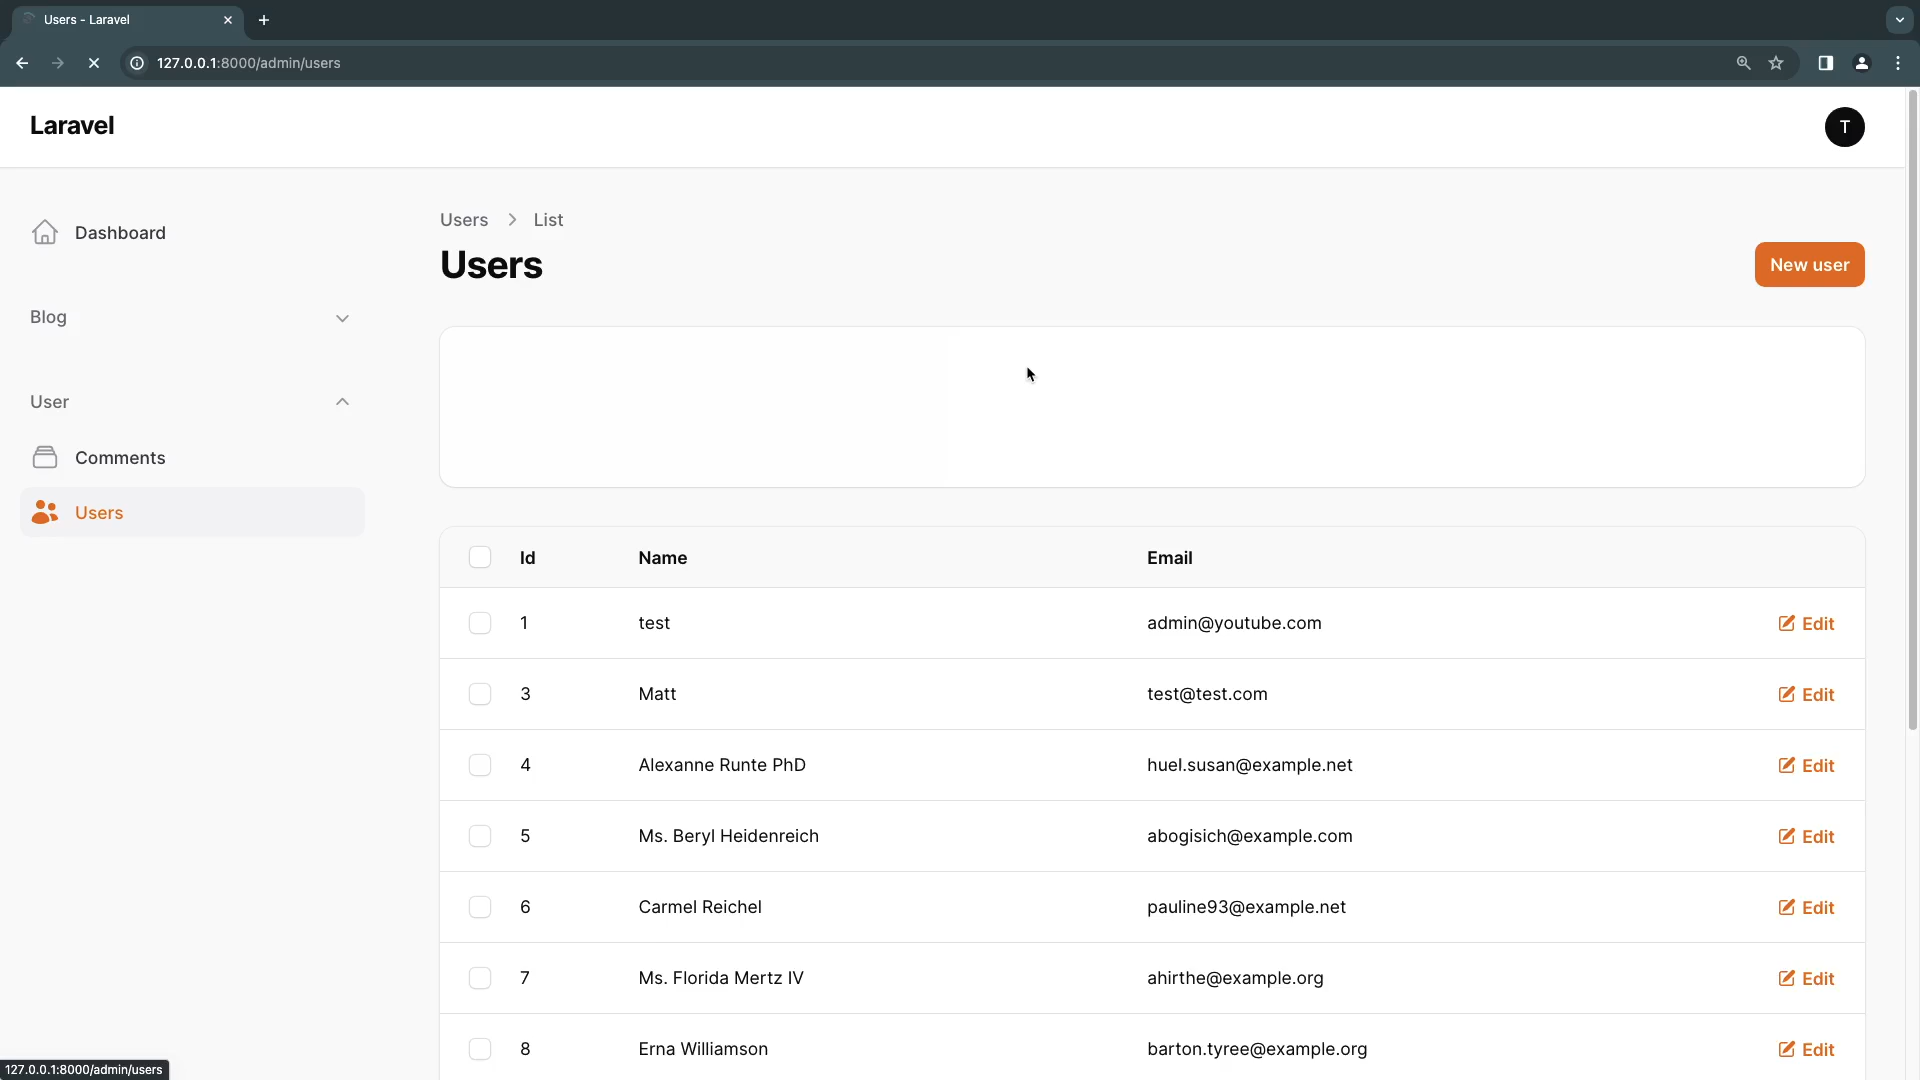 Users - Laravel
127.0.0.1:8000/admin/users
Laravel
T
Dashboard
Blog
User
Comments
Users
Users > List
Users
New user
Id Name Email
1 test admin@youtube.com Edit
3 Matt test@test.com Edit
4 Alexanne Runte PhD huel.susan@example.net Edit
5 Ms. Beryl Heidenreich abogisich@example.com Edit
6 Carmel Reichel pauline93@example.net Edit
7 Ms. Florida Mertz IV ahirthe@example.org Edit
8 Erna Williamson barton.tyree@example.org Edit
127.0.0.1:8000/admin/users